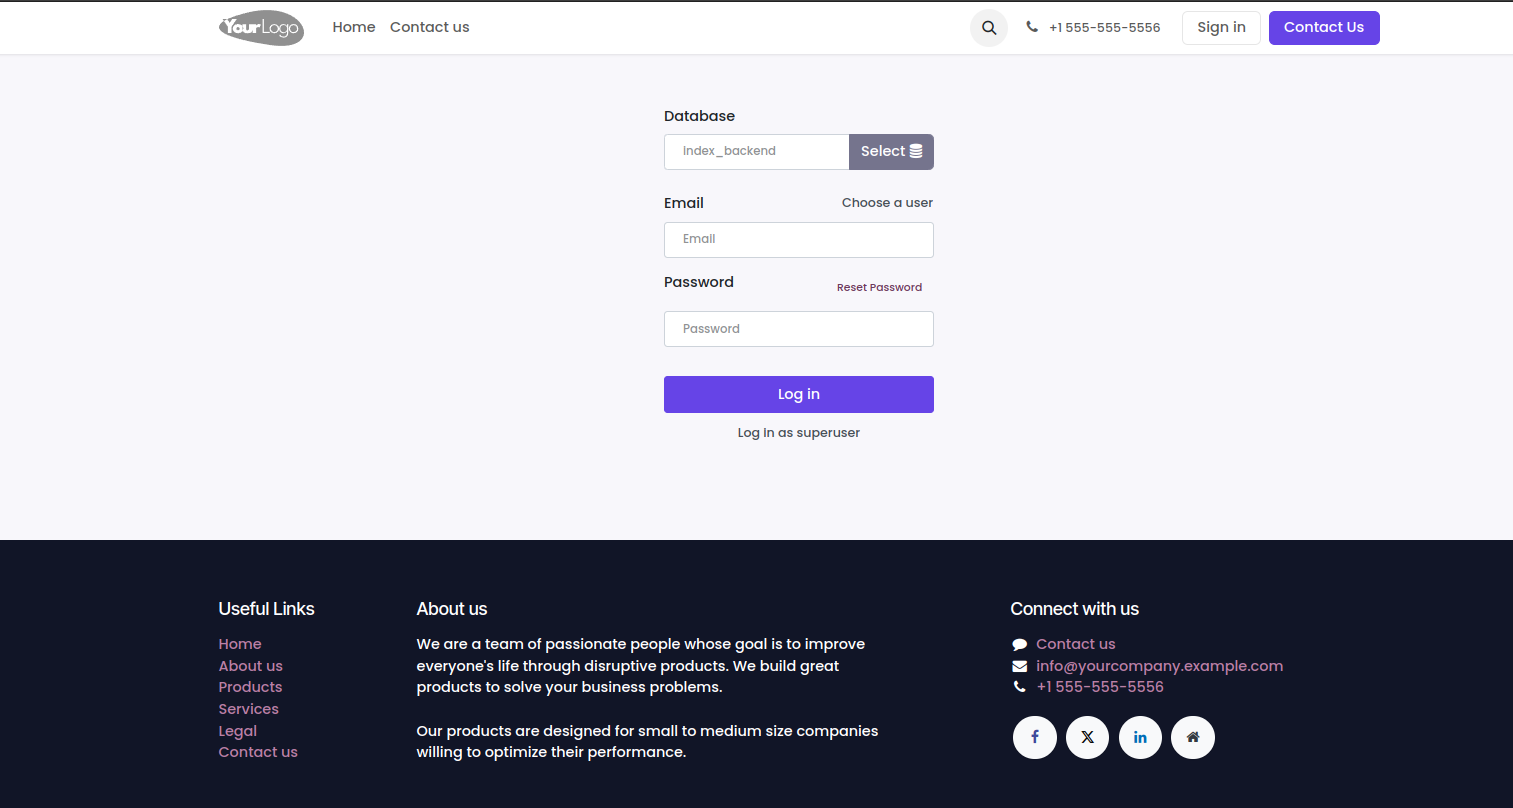 YourLogo
Home
Contact us
+1 555-555-5556
Sign in
Contact Us
Database
index_backend
Select
Email
Choose a user
Email
Password
Reset Password
Password
Log in
Log in as superuser
Useful Links
Home
About us
Products
Services
Legal
Contact us
About us
We are a team of passionate people whose goal is to improve
everyone's life through disruptive products. We build great
products to solve your business problems.
Our products are designed for small to medium size companies
willing to optimize their performance.
Connect with us
Contact us
info@yourcompany.example.com
+1 555-555-5556